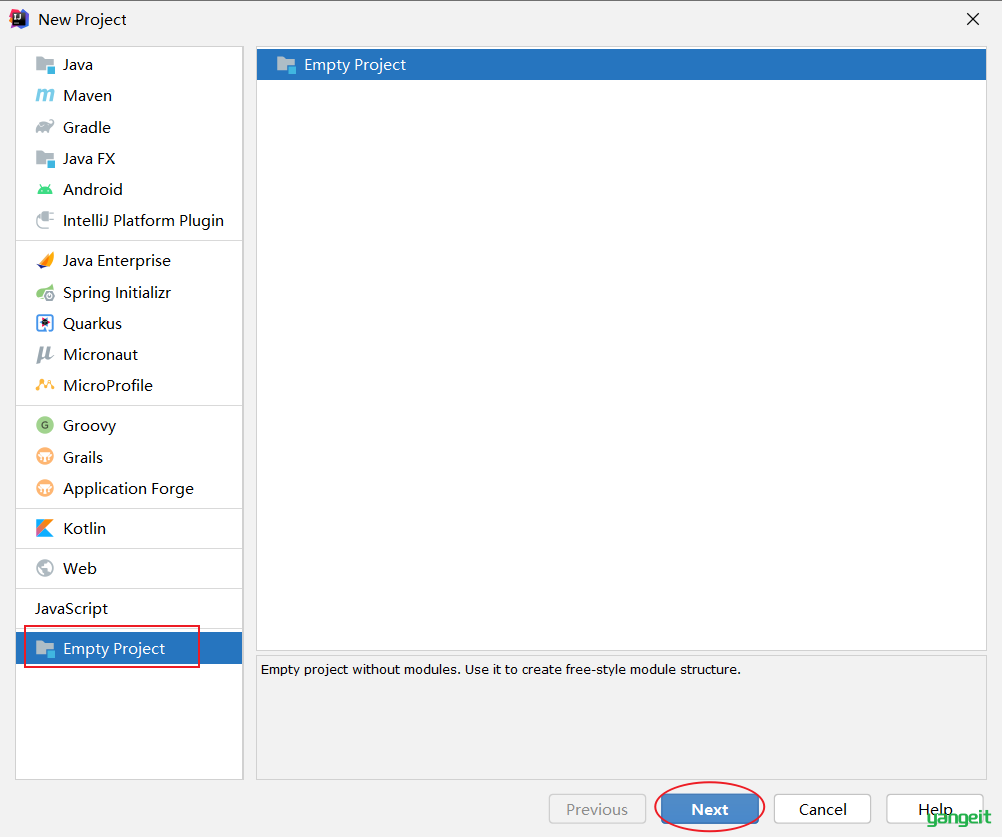 New Project
Java
Maven
Gradle
Java FX
Android
IntelliJ Platform Plugin
Java Enterprise
Spring Initializr
Quarkus
Micronaut
MicroProfile
Groovy
Grails
Application Forge
Kotlin
Web
JavaScript
Empty Project
Empty Project
Empty project without modules. Use it to create free-style module structure.
Previous
Next
Cancel
Help
yangeit